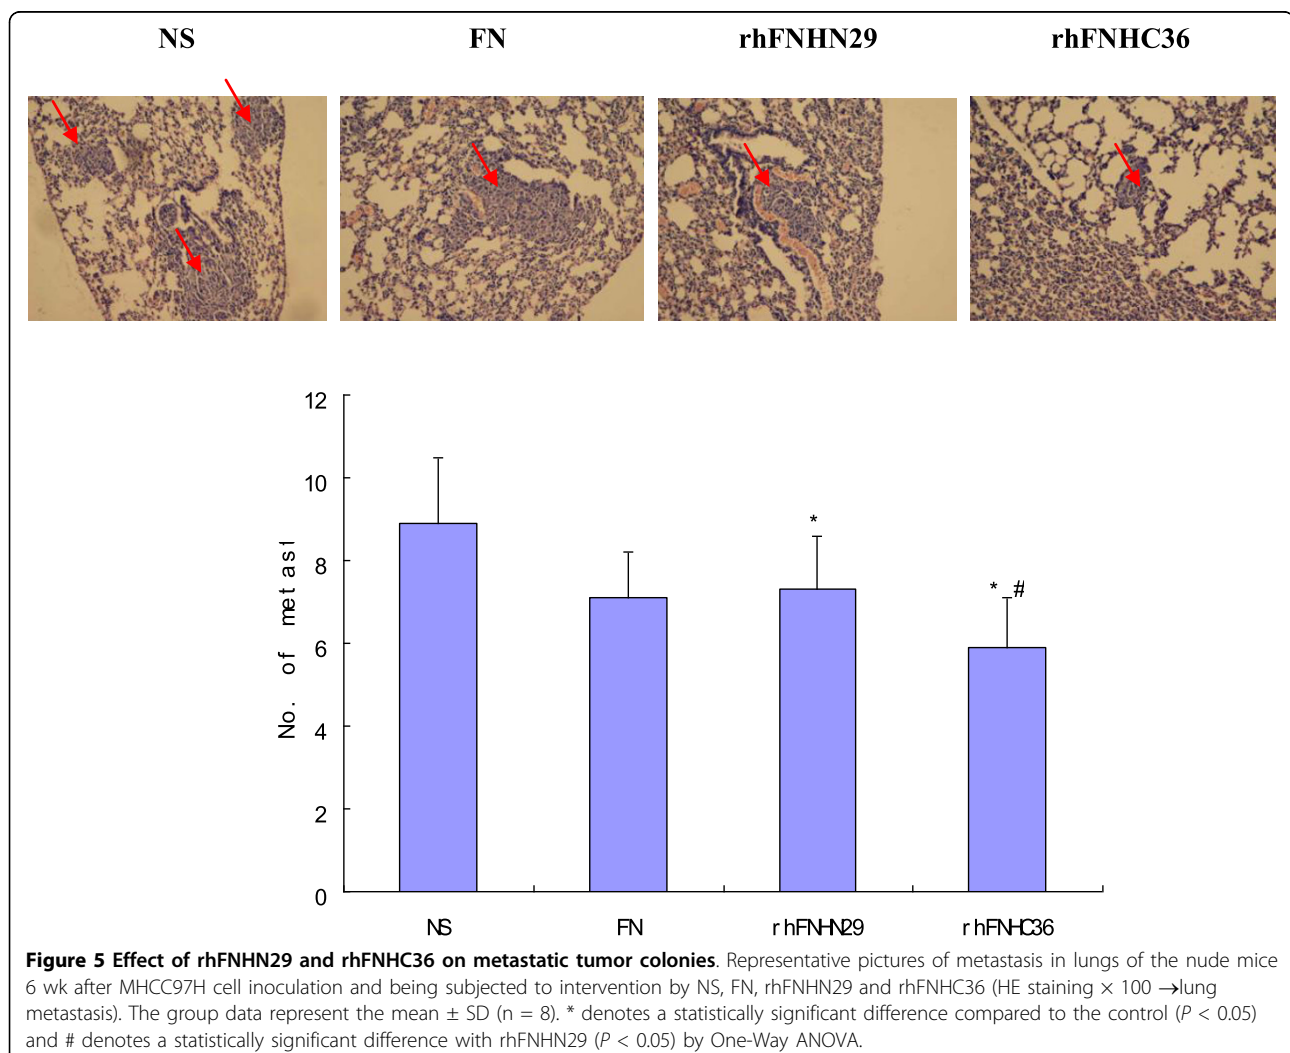 NS FN rhFNHN29 rhFNHC36
12
10
8
6
4
2
0
No. of metast
*
* #
NS FN rhFNHN29 rhFNHC36
Figure 5 Effect of rhFNHN29 and rhFNHC36 on metastatic tumor colonies. Representative pictures of metastasis in lungs of the nude mice
6 wk after MHCC97H cell inoculation and being subjected to intervention by NS, FN, rhFNHN29 and rhFNHC36 (HE staining × 100 →lung
metastasis). The group data represent the mean ± SD (n = 8). * denotes a statistically significant difference compared to the control (P < 0.05)
and # denotes a statistically significant difference with rhFNHN29 (P < 0.05) by One-Way ANOVA.